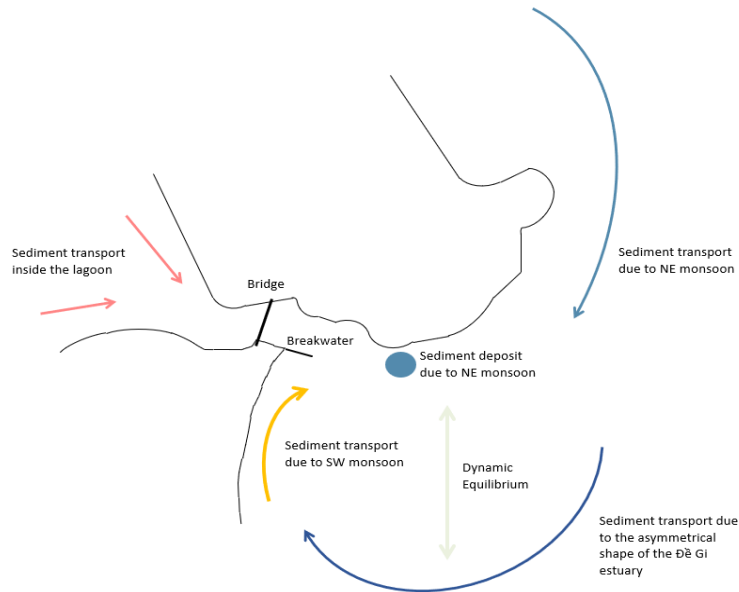 Sediment transport
inside the lagoon
Bridge
Breakwater
Sediment transport
due to NE monsoon
Sediment deposit
due to NE monsoon
Sediment transport
due to SW monsoon
Dynamic
Equilibrium
Sediment transport due
to the asymmetrical
shape of the Đề Gi
estuary